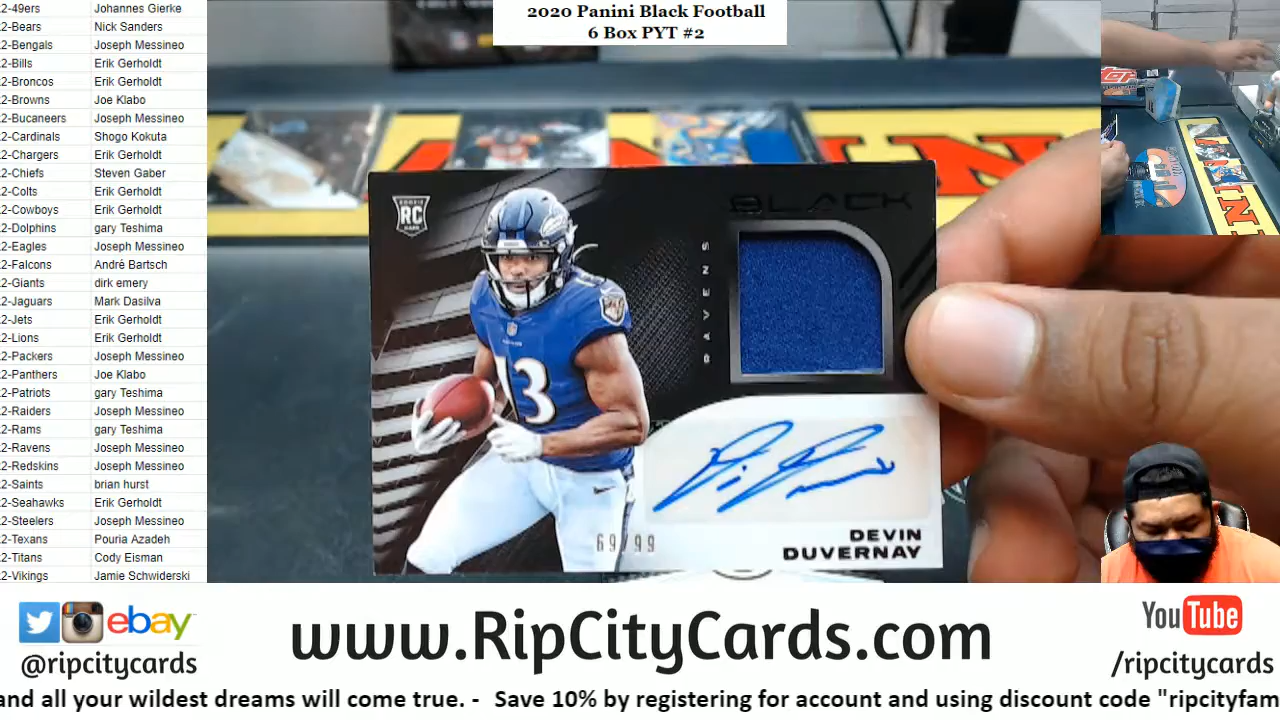 2020 Panini Black Football
6 Box PYT #2
2-49ers Johannes Gierke
2-Bears Nick Sanders
2-Bengals Joseph Messineo
2-Bills Erik Gerholdt
2-Broncos Erik Gerholdt
2-Browns Joe Klabo
2-Bucaneers Joseph Messineo
2-Cardinals Shogo Kokuta
2-Chargers Erik Gerholdt
2-Chiefs Steven Gaber
2-Colts Erik Gerholdt
2-Cowboys Erik Gerholdt
2-Dolphins gary Teshima
2-Eagles Joseph Messineo
2-Falcons André Bartsch
2-Giants dirk emery
2-Jaguars Mark Dasilva
2-Jets Erik Gerholdt
2-Lions Erik Gerholdt
2-Packers Joseph Messineo
2-Panthers Joe Klabo
2-Patriots gary Teshima
2-Raiders Joseph Messineo
2-Rams gary Teshima
2-Ravens Joseph Messineo
2-Redskins Joseph Messineo
2-Saints brian hurst
2-Seahawks Erik Gerholdt
2-Steelers Joseph Messineo
2-Texans Pouria Azadeh
2-Titans Cody Eisman
2-Vikings Jamie Schwiderski
RC
BLACK
RAVENS
13
69/99
DEVIN
DUVERNAY
ebay
@ripcitycards
www.RipCityCards.com
YouTube
/ripcitycards
and all your wildest dreams will come true. - Save 10% by registering for account and using discount code "ripcityfam